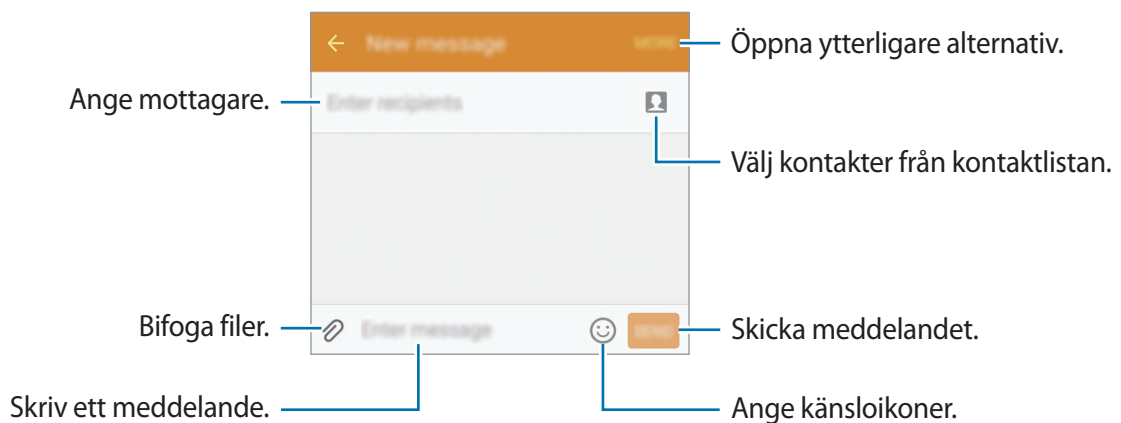 New message
MORE
Öppna ytterligare alternativ.
Ange mottagare.
Enter recipients
Välj kontakter från kontaktlistan.
Bifoga filer.
Enter message
SEND
Skicka meddelandet.
Skriv ett meddelande.
Ange känsloikoner.